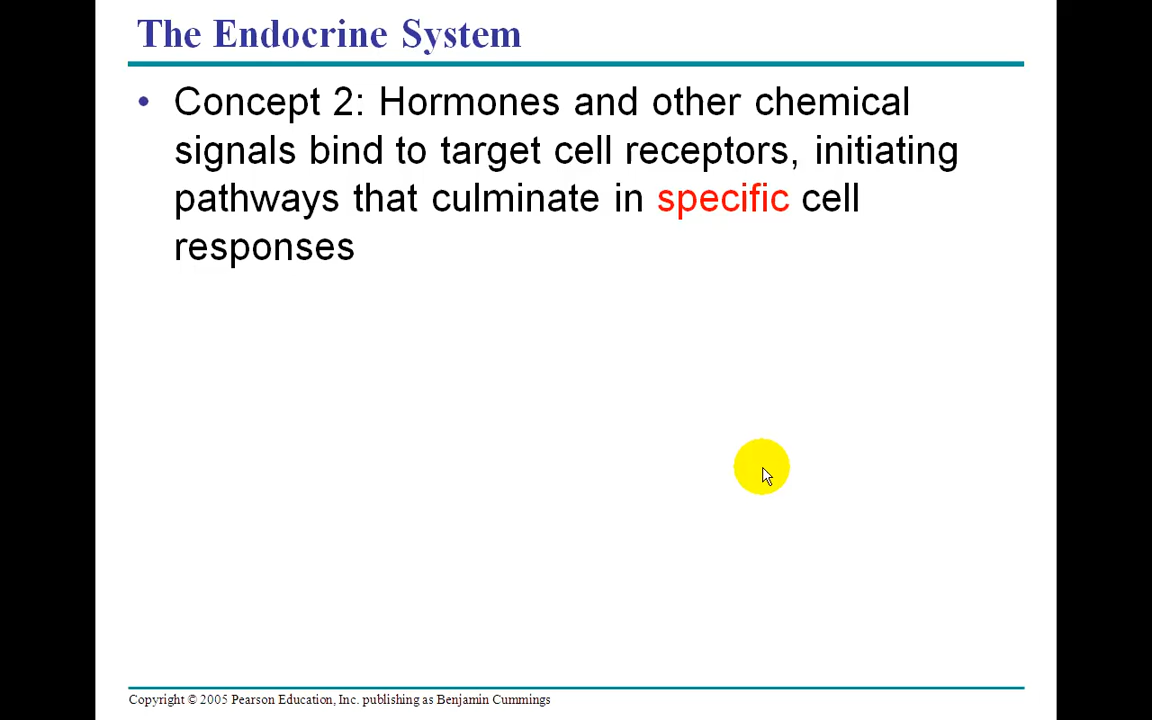 The Endocrine System
• Concept 2: Hormones and other chemical
signals bind to target cell receptors, initiating
pathways that culminate in specific cell
responses
Copyright © 2005 Pearson Education, Inc. publishing as Benjamin Cummings